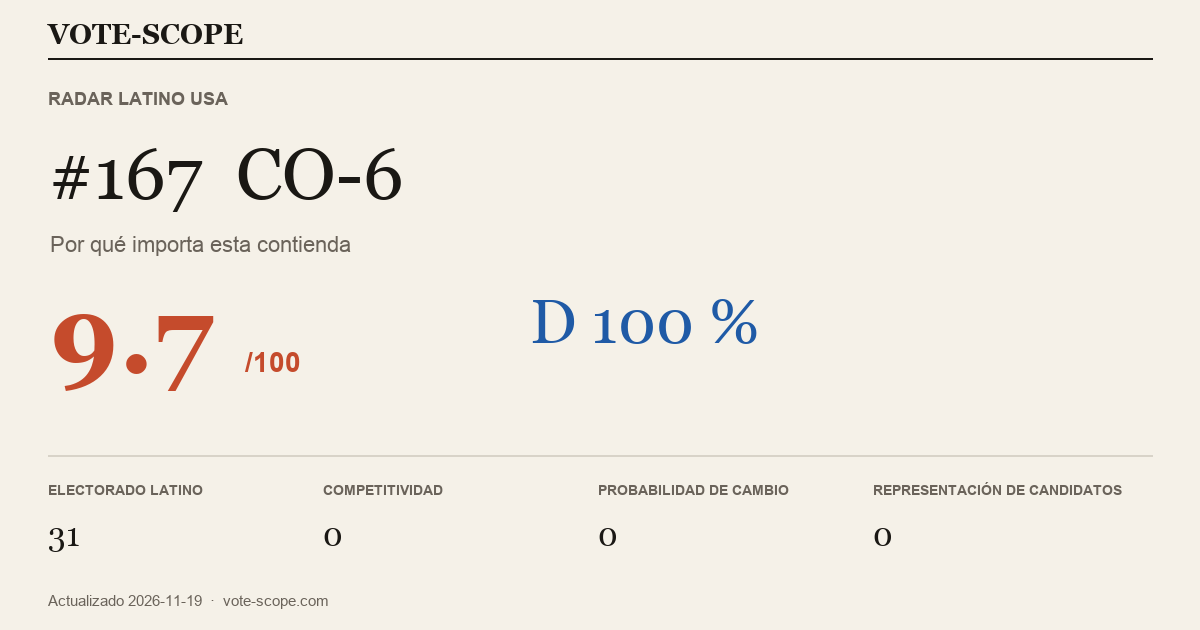 VOTE-SCOPE
RADAR LATINO USA
#167 CO-6
Por qué importa esta contienda
9.7 /100
D 100 %
ELECTORADO LATINO
31
COMPETITIVIDAD
0
PROBABILIDAD DE CAMBIO
0
REPRESENTACIÓN DE CANDIDATOS
0
Actualizado 2026-11-19 · vote-scope.com